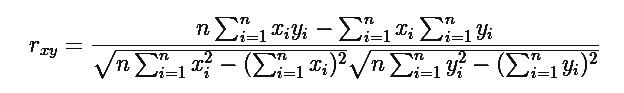 r_{xy} = \frac{n\sum_{i=1}^{n} x_i y_i - \sum_{i=1}^{n} x_i \sum_{i=1}^{n} y_i}{\sqrt{n\sum_{i=1}^{n} x_i^2 - (\sum_{i=1}^{n} x_i)^2}\sqrt{n\sum_{i=1}^{n} y_i^2 - (\sum_{i=1}^{n} y_i)^2}}